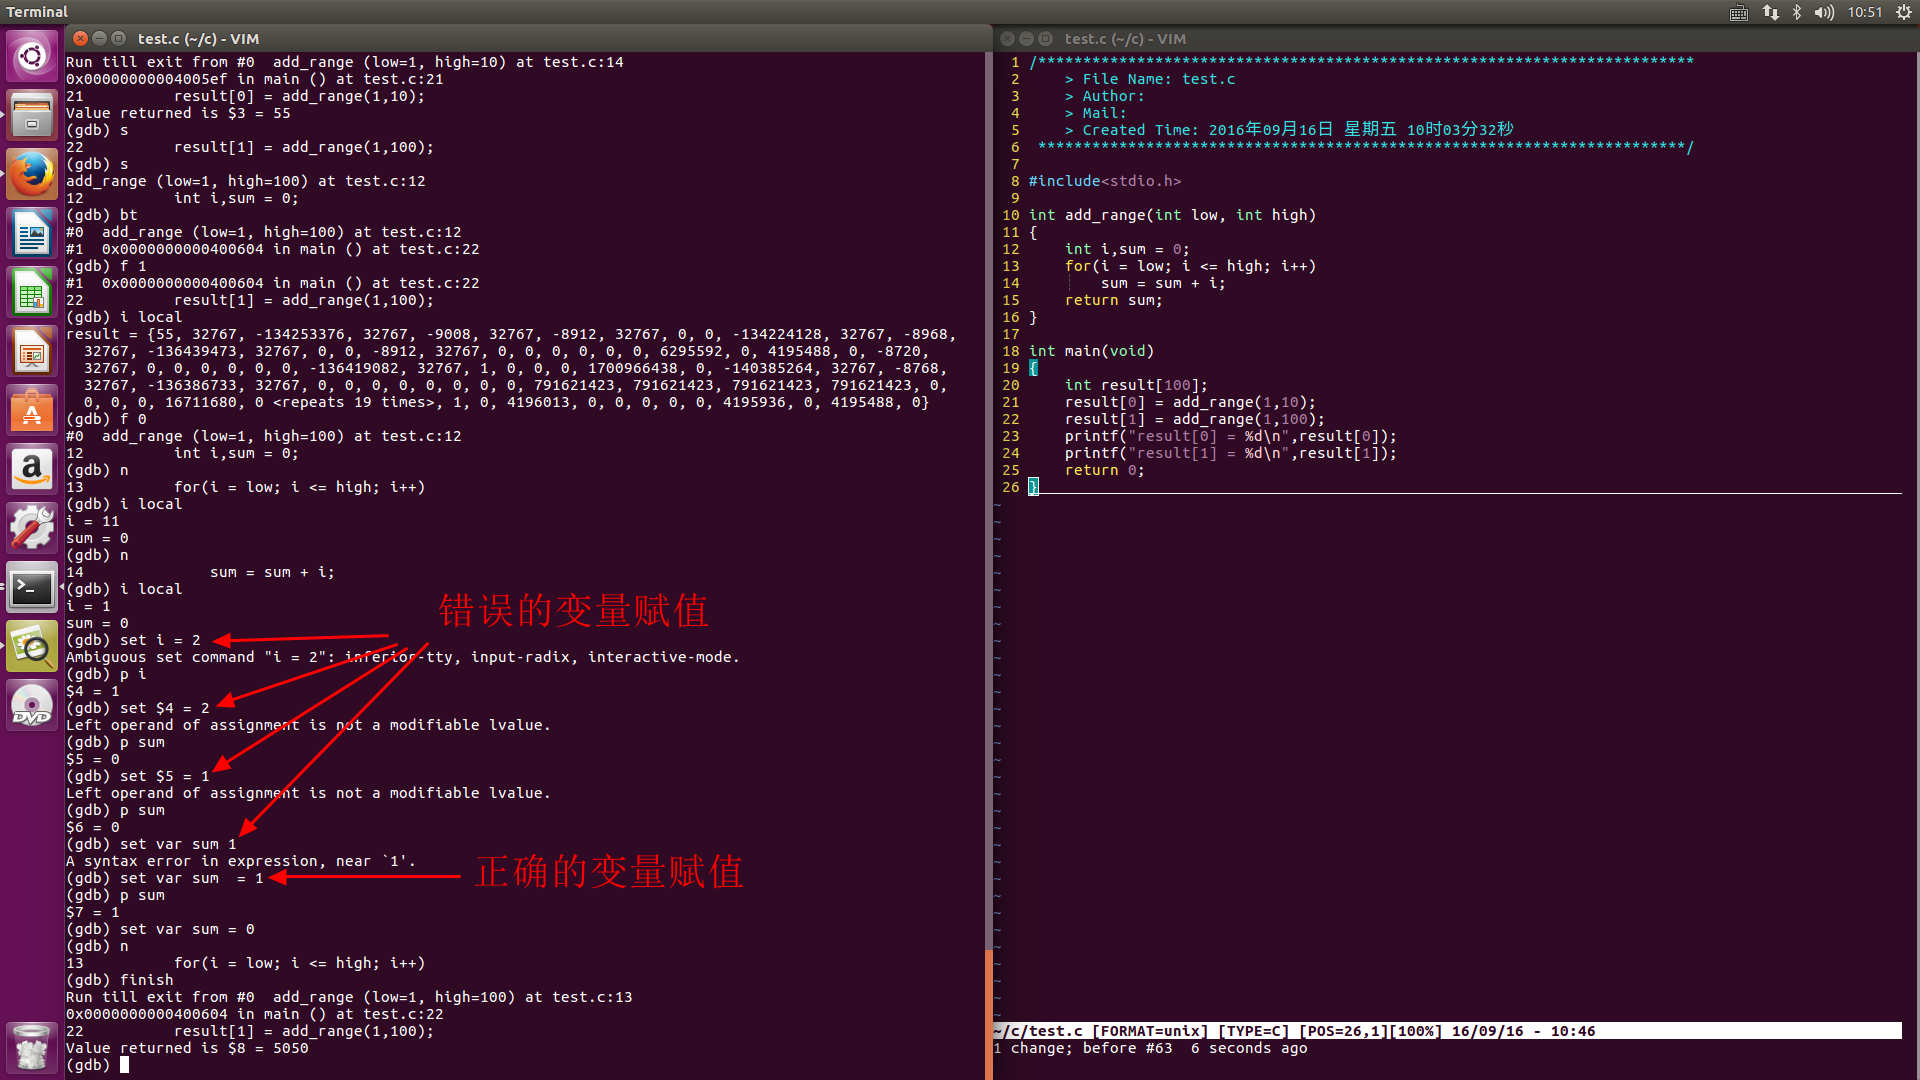 Terminal
10:51
test.c (~/c) - VIM
Run till exit from #0  add_range (low=1, high=10) at test.c:14
0x00000000004005ef in main () at test.c:21
21          result[0] = add_range(1,10);
Value returned is $3 = 55
(gdb) s
22          result[1] = add_range(1,100);
(gdb) s
add_range (low=1, high=100) at test.c:12
12          int i,sum = 0;
(gdb) bt
#0  add_range (low=1, high=100) at test.c:12
#1  0x0000000000400604 in main () at test.c:22
(gdb) f 1
#1  0x0000000000400604 in main () at test.c:22
22          result[1] = add_range(1,100);
(gdb) i local
result = {55, 32767, -134253376, 32767, -9008, 32767, -8912, 32767, 0, 0, -134224128, 32767, -8968,
  32767, -136439473, 32767, 0, 0, -8912, 32767, 0, 0, 0, 0, 0, 0, 6295592, 0, 4195488, 0, -8720,
  32767, 0, 0, 0, 0, 0, 0, -136419082, 32767, 1, 0, 0, 0, 1700966438, 0, -140385264, 32767, -8768,
  32767, -136386733, 32767, 0, 0, 0, 0, 0, 0, 0, 0, 791621423, 791621423, 791621423, 791621423, 0,
  0, 0, 0, 16711680, 0 <repeats 19 times>, 1, 0, 4196013, 0, 0, 0, 0, 0, 4195936, 0, 4195488, 0}
(gdb) f 0
#0  add_range (low=1, high=100) at test.c:12
12          int i,sum = 0;
(gdb) n
13          for(i = low; i <= high; i++)
(gdb) i local
i = 11
sum = 0
(gdb) n
14              sum = sum + i;
(gdb) i local
i = 1
sum = 0
错误的变量赋值
(gdb) set i = 2
Ambiguous set command "i = 2": inferior-tty, input-radix, interactive-mode.
(gdb) p i
$4 = 1
(gdb) set $4 = 2
Left operand of assignment is not a modifiable lvalue.
(gdb) p sum
$5 = 0
(gdb) set $5 = 1
Left operand of assignment is not a modifiable lvalue.
(gdb) p sum
$6 = 0
(gdb) set var sum 1
A syntax error in expression, near `1'.
(gdb) set var sum  = 1
正确的变量赋值
(gdb) p sum
$7 = 1
(gdb) set var sum = 0
(gdb) n
13          for(i = low; i <= high; i++)
(gdb) finish
Run till exit from #0  add_range (low=1, high=100) at test.c:13
0x0000000000400604 in main () at test.c:22
22          result[1] = add_range(1,100);
Value returned is $8 = 5050
(gdb)
test.c (~/c) - VIM
1 /*************************************************************************
2     > File Name: test.c
3     > Author:
4     > Mail:
5     > Created Time: 2016年09月16日 星期五 10时03分32秒
6  ************************************************************************/
7
8 #include<stdio.h>
9
10 int add_range(int low, int high)
11 {
12     int i,sum = 0;
13     for(i = low; i <= high; i++)
14     ¦   sum = sum + i;
15     return sum;
16 }
17
18 int main(void)
19 {
20     int result[100];
21     result[0] = add_range(1,10);
22     result[1] = add_range(1,100);
23     printf("result[0] = %d\n",result[0]);
24     printf("result[1] = %d\n",result[1]);
25     return 0;
26 }
~/c/test.c [FORMAT=unix] [TYPE=C] [POS=26,1][100%] 16/09/16 - 10:46
1 change; before #63  6 seconds ago